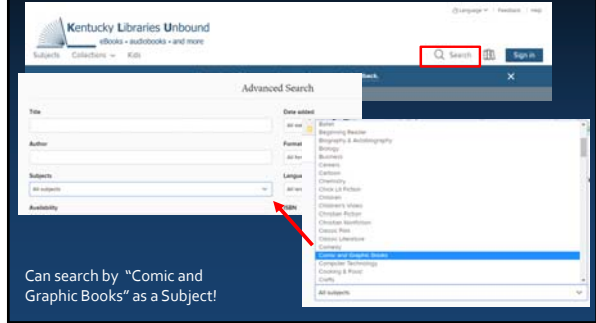 Language Feedback Help
Kentucky Libraries Unbound
eBooks • audiobooks • and more
Subjects Collections Kids
Search
Sign in
back. ×
Advanced Search
Title
Date added
Author
Format
Subjects
All subjects
Availability
ISBN
Ballet
Beginning Reader
Biography & Autobiography
Biology
Business
Careers
Cartoon
Chemistry
Chick Lit Fiction
Children
Children's Video
Christian Fiction
Christian Nonfiction
Classic Film
Classic Literature
Comedy
Comic and Graphic Books
Computer Technology
Cooking & Food
Crafts
All subjects
Can search by "Comic and
Graphic Books" as a Subject!